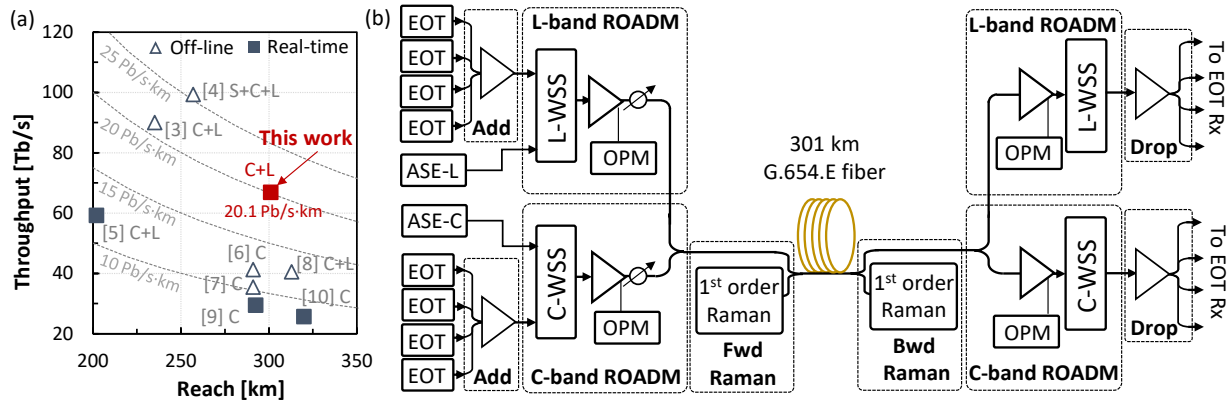 (a)
Throughput [Tb/s]
120
100
80
60
40
20
200
250
300
350
Reach [km]
Off-line
Real-time
25 Pb/s·km
20 Pb/s·km
15 Pb/s·km
10 Pb/s·km
[4] S+C+L
[3] C+L
This work
C+L
20.1 Pb/s·km
[5] C+L
[6] C
[8] C+L
[7] C
[10] C
[9] C
(b)
EOT
EOT
EOT
EOT
Add
ASE-L
L-band ROADM
L-WSS
OPM
ASE-C
EOT
EOT
EOT
EOT
Add
C-WSS
OPM
C-band ROADM
1st order
Raman
Fwd
Raman
301 km
G.654.E fiber
1st order
Raman
Bwd
Raman
L-band ROADM
OPM
L-WSS
Drop
To EOT Rx
OPM
C-WSS
C-band ROADM
Drop
To EOT Rx